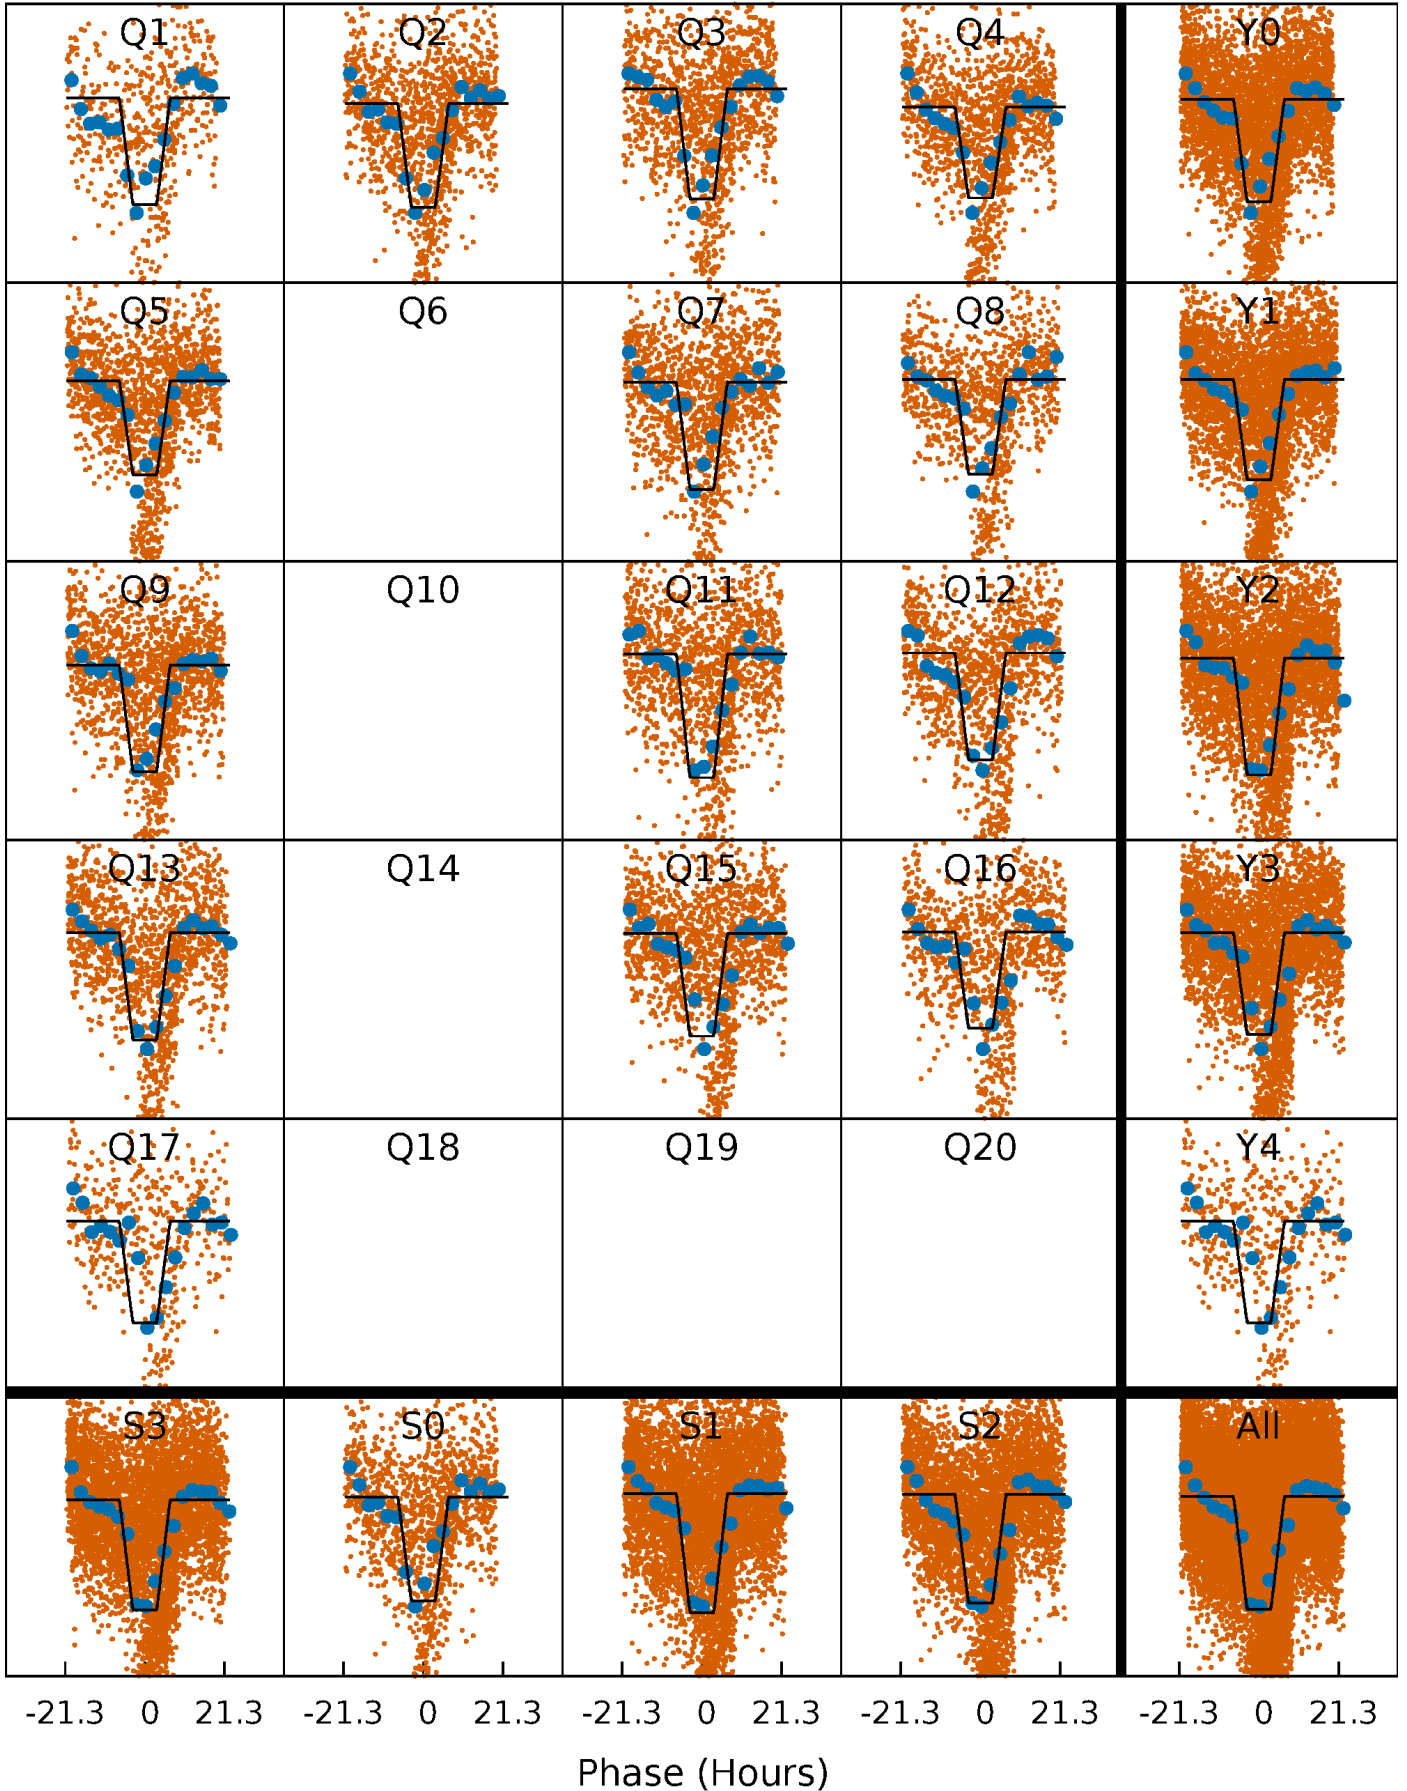 Q1 Q2 Q3 Q4 Y0
Q5 Q6 Q7 Q8 Y1
Q9 Q10 Q11 Q12 Y2
Q13 Q14 Q15 Q16 Y3
Q17 Q18 Q19 Q20 Y4
S3 S0 S1 S2 All
-21.3 0 21.3 -21.3 0 21.3 -21.3 0 21.3 -21.3 0 21.3 -21.3 0 21.3
Phase (Hours)